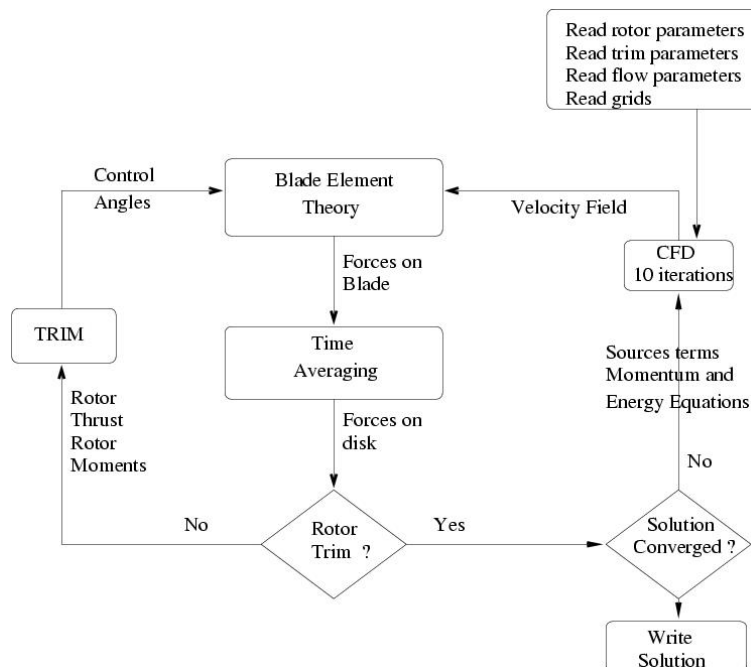 Read rotor parameters
Read trim parameters
Read flow parameters
Read grids
Control
Angles
Blade Element
Theory
Velocity Field
CFD
10 iterations
Forces on
Blade
TRIM
Time
Averaging
Sources terms
Momentum and
Energy Equations
Rotor
Thrust
Rotor
Moments
Forces on
disk
No
No
Rotor
Trim ?
Yes
Solution
Converged ?
Write
Solution